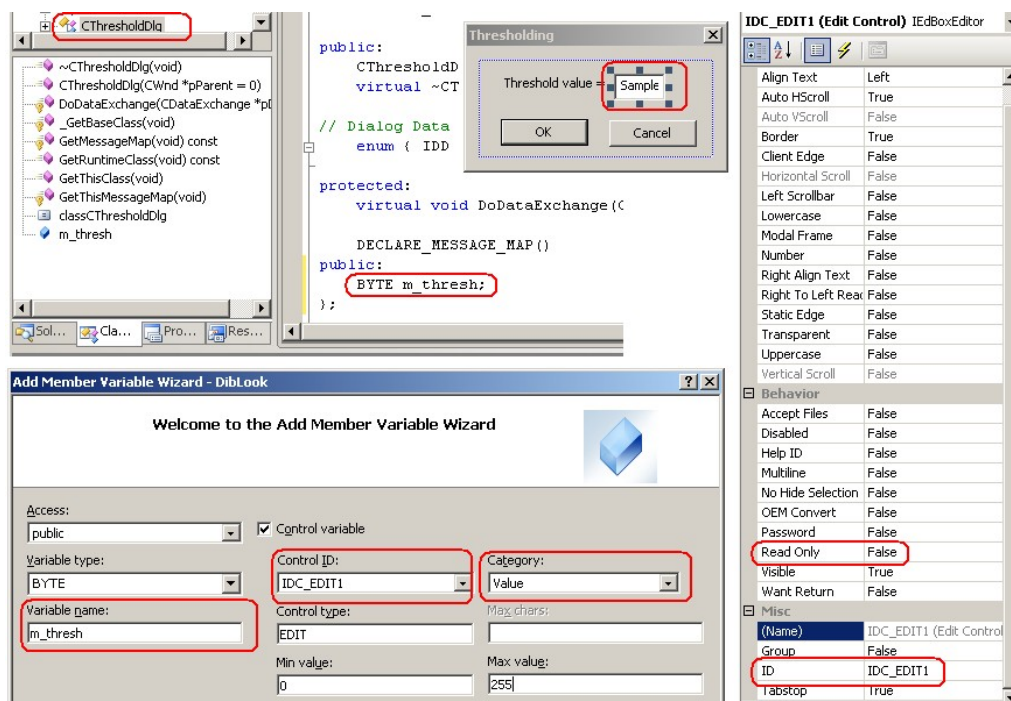 CThresholdDlg
~CThresholdDlg(void)
CThresholdDlg(CWnd *pParent = 0)
DoDataExchange(CDataExchange *pD
_GetBaseClass(void)
GetMessageMap(void) const
GetRuntimeClass(void) const
GetThisClass(void)
GetThisMessageMap(void)
classCThresholdDlg
m_thresh
Sol... Cla... Pro... Res...
public:
CThresholdD
virtual ~CT
// Dialog Data
enum { IDD
protected:
virtual void DoDataExchange(C
DECLARE_MESSAGE_MAP()
public:
BYTE m_thresh;
};
Thresholding
Threshold value = Sample
OK Cancel
IDC_EDIT1 (Edit Control) IEdBoxEditor
Align Text Left
Auto HScroll True
Auto VScroll False
Border True
Client Edge False
Horizontal Scroll False
Left Scrollbar False
Lowercase False
Modal Frame False
Number False
Right Align Text False
Right To Left Reac False
Static Edge False
Transparent False
Uppercase False
Vertical Scroll False
Behavior
Accept Files False
Disabled False
Help ID False
Multiline False
No Hide Selection False
OEM Convert False
Password False
Read Only False
Visible True
Want Return False
Misc
(Name) IDC_EDIT1 (Edit Control
Group False
ID IDC_EDIT1
Tabstop True
Add Member Variable Wizard - DibLook
Welcome to the Add Member Variable Wizard
Access:
public
Control variable
Variable type:
BYTE
Control ID:
IDC_EDIT1
Category:
Value
Variable name:
m_thresh
Control type:
EDIT
Max chars:
Min value:
0
Max value:
255